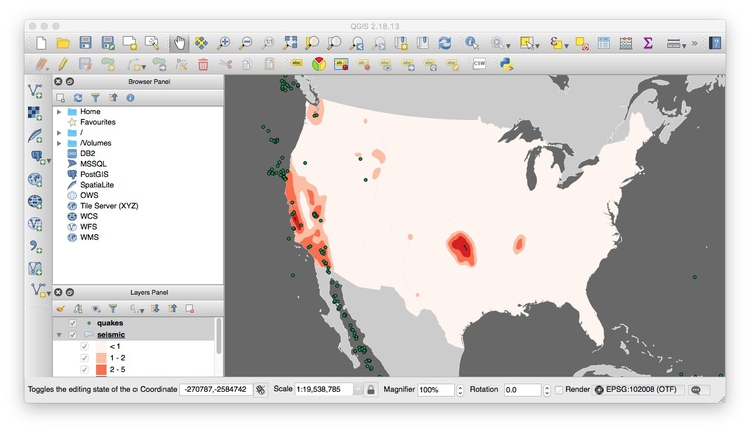 QGIS 2.18.13
CSW
Browser Panel
Home
Favourites
/
/Volumes
DB2
MSSQL
PostGIS
SpatiaLite
OWS
Tile Server (XYZ)
WCS
WFS
WMS
Layers Panel
quakes
seismic
< 1
1 - 2
2 - 5
Toggles the editing state of the Coordinate -270787,-2584742 Scale 1:19,538,785 Magnifier 100% Rotation 0.0 Render EPSG:102008 (OTF)